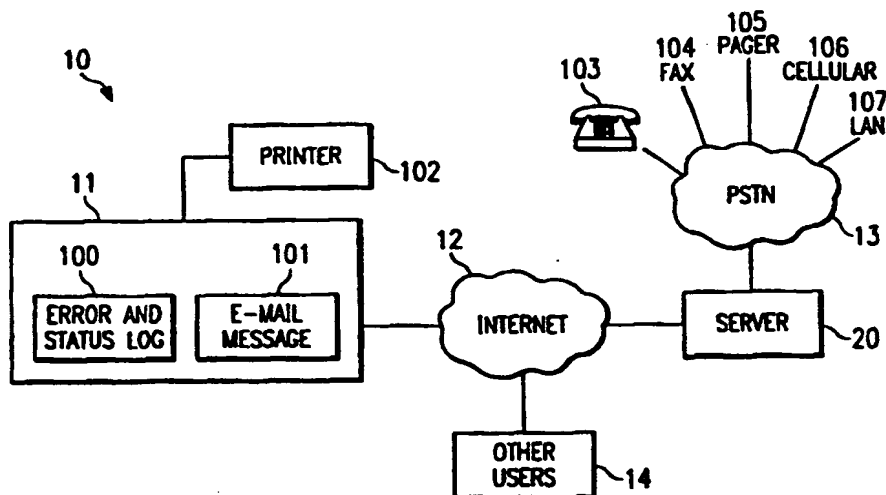 10
PRINTER
102
11
100
ERROR AND
STATUS LOG
101
E-MAIL
MESSAGE
12
INTERNET
OTHER
USERS
14
103
104
FAX
105
PAGER
106
CELLULAR
107
LAN
PSTN
13
SERVER
20